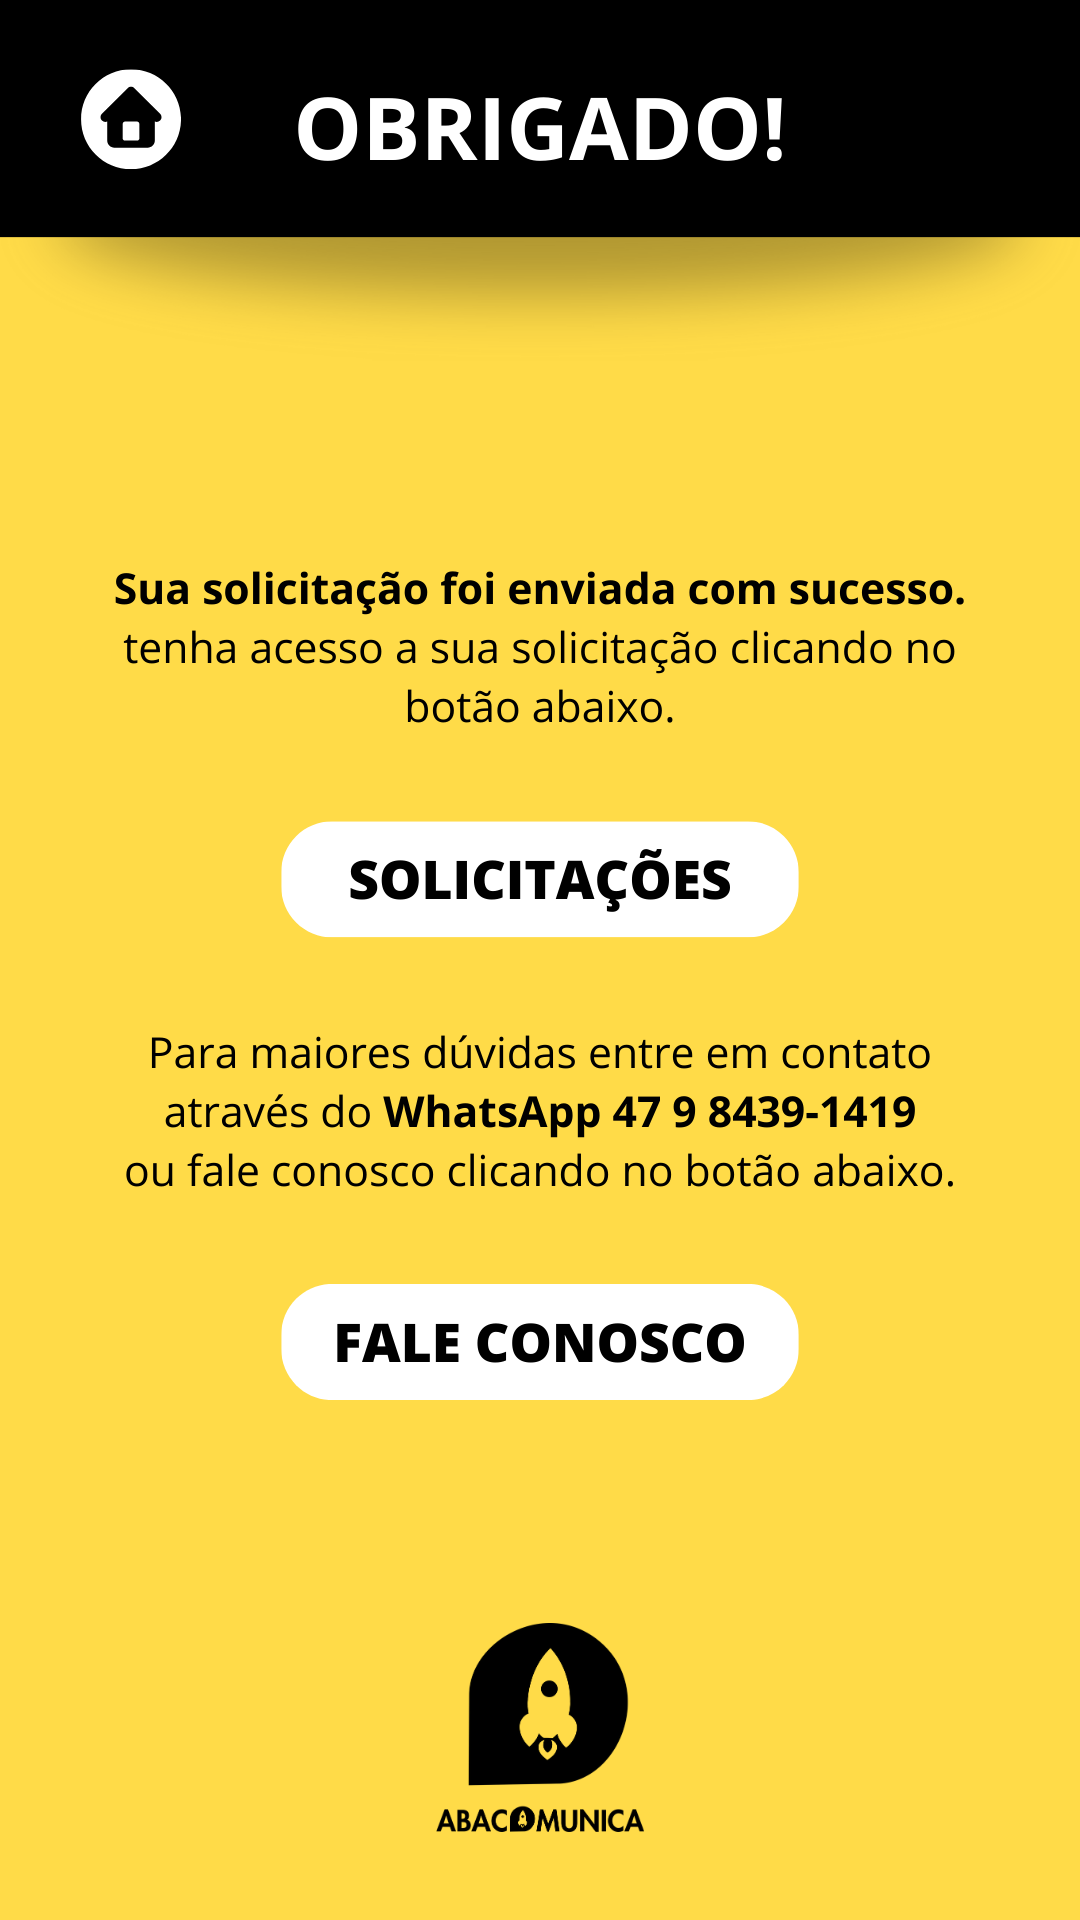 OBRIGADO!
Sua solicitação foi enviada com sucesso.
tenha acesso a sua solicitação clicando no
botão abaixo.
SOLICITAÇÕES
Para maiores dúvidas entre em contato
através do WhatsApp 47 9 8439-1419
ou fale conosco clicando no botão abaixo.
FALE CONOSCO
ABACOMUNICA